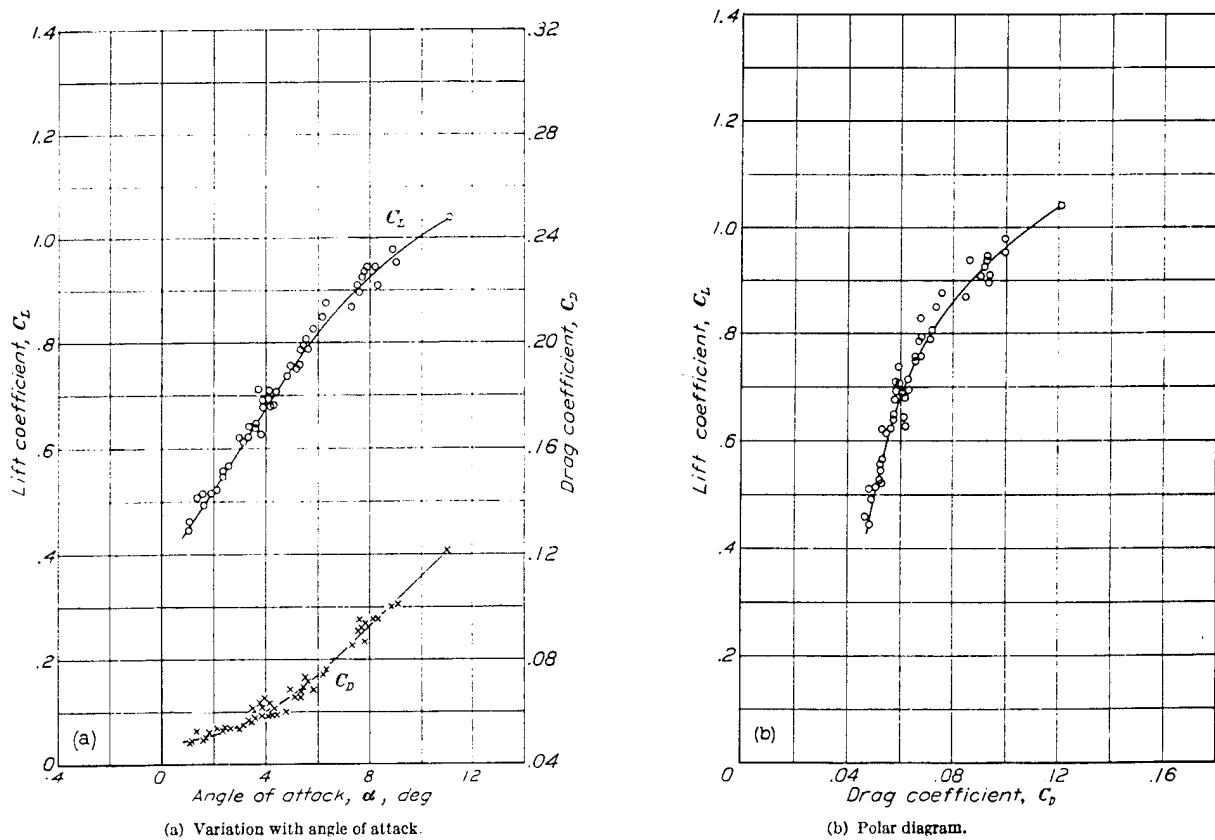 1.4
1.2
1.0
.8
.6
.4
.2
0
Lift coefficient, C_L
.32
.28
.24
.20
.16
.12
.08
.04
Drag coefficient, C_D
C_L
C_D
(a)
.4 0 4 8 12
Angle of attack, α, deg
(a) Variation with angle of attack.
1.4
1.2
1.0
.8
.6
.4
.2
0
Lift coefficient, C_L
(b)
0 .04 .08 .12 .16
Drag coefficient, C_D
(b) Polar diagram.